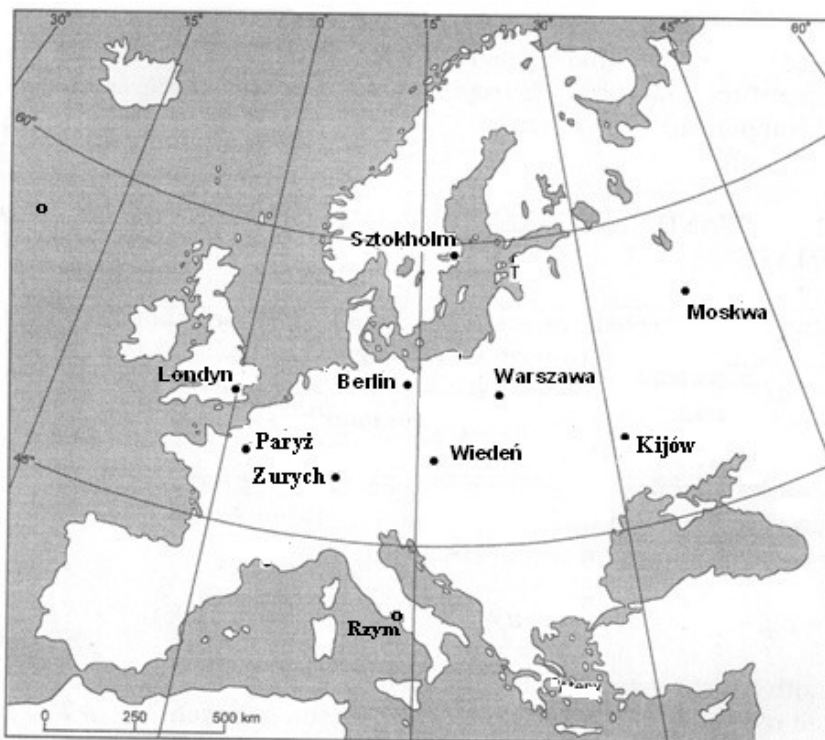 30°
15°
0°
15°
30°
45°
60°
60°
o
Sztokholm
T
Moskwa
Londyn
Berlin
Warszawa
Paryż
Zurych
Wiedeń
Kijów
45°
Rzym
0 250 500 km